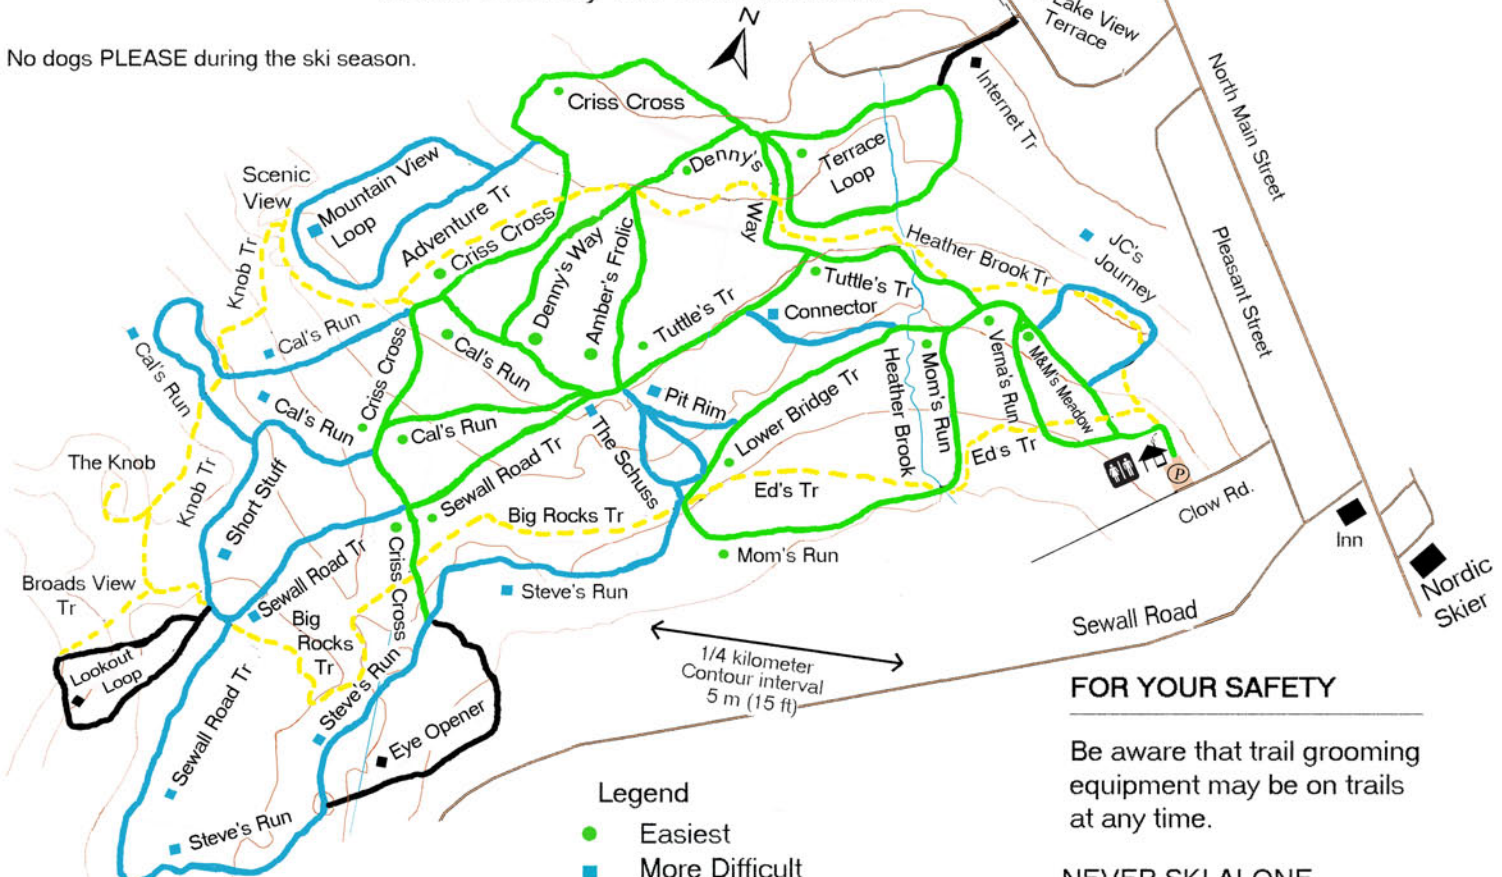 No dogs PLEASE during the ski season.
N
Lake View
Terrace
Internet Tr
North Main Street
Criss Cross
Denny's
Way
Terrace
Loop
Scenic
View
Mountain View
Loop
Adventure Tr
Criss Cross
Knob Tr
Denny's Way
Amber's Frolic
Heather Brook Tr
JC's
Journey
Pleasant Street
Tuttle's Tr
Tuttle's Tr
Connector
Cal's Run
Cal's Run
Criss Cross
Cal's Run
Verna's Run
M&M's Meadow
Cal's Run
Cal's Run
Pit Rim
The Schuss
Lower Bridge Tr
Heather Brook
Mom's Run
Ed's Tr
The Knob
Knob Tr
Short Stuff
Sewall Road Tr
Big Rocks Tr
Ed's Tr
P
Clow Rd.
Inn
Nordic
Skier
Mom's Run
Broads View
Tr
Sewall Road Tr
Criss Cross
Steve's Run
Big
Rocks
Tr
Sewall Road
Lookout
Loop
1/4 kilometer
Contour interval
5 m (15 ft)
Sewall Road Tr
Steve's Run
Eye Opener
Steve's Run
FOR YOUR SAFETY
Be aware that trail grooming
equipment may be on trails
at any time.
Legend
Easiest
More Difficult
NEVER SKI ALONE